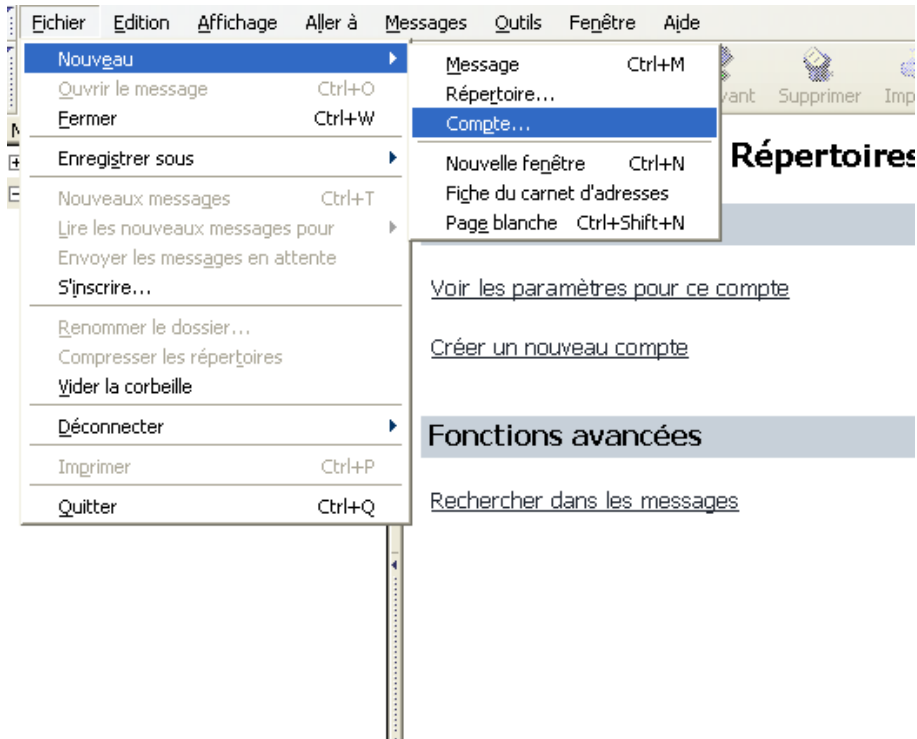 Fichier Edition Affichage Aller à Messages Outils Fenêtre Ajde
Nouveau
Ouvrir le message Ctrl+O
Fermer Ctrl+W
Enregistrer sous
Nouveaux messages Ctrl+T
Lire les nouveaux messages pour
Envoyer les messages en attente
S'inscrire...
Renommer le dossier...
Compresser les répertoires
Vider la corbeille
Déconnecter
Imprimer Ctrl+P
Quitter Ctrl+Q
Message Ctrl+M
Répertoire...
Compte...
Nouvelle fenêtre Ctrl+N
Fiche du carnet d'adresses
Page blanche Ctrl+Shift+N
Supprimer
Répertoires
Voir les paramètres pour ce compte
Créer un nouveau compte
Fonctions avancées
Rechercher dans les messages